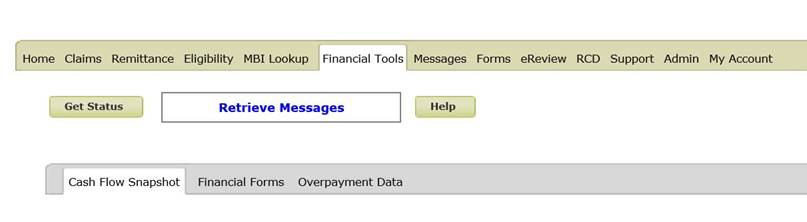 Home Claims Remittance Eligibility MBI Lookup Financial Tools Messages Forms eReview RCD Support Admin My Account
Get Status Retrieve Messages Help
Cash Flow Snapshot Financial Forms Overpayment Data